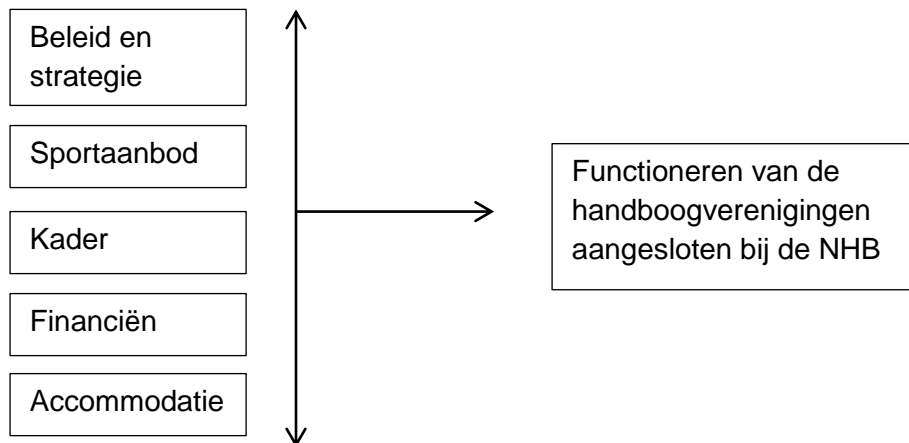 Beleid en
strategie
Sportaanbod
Kader
Financiën
Accommodatie
Functioneren van de
handboogverenigingen
aangesloten bij de NHB